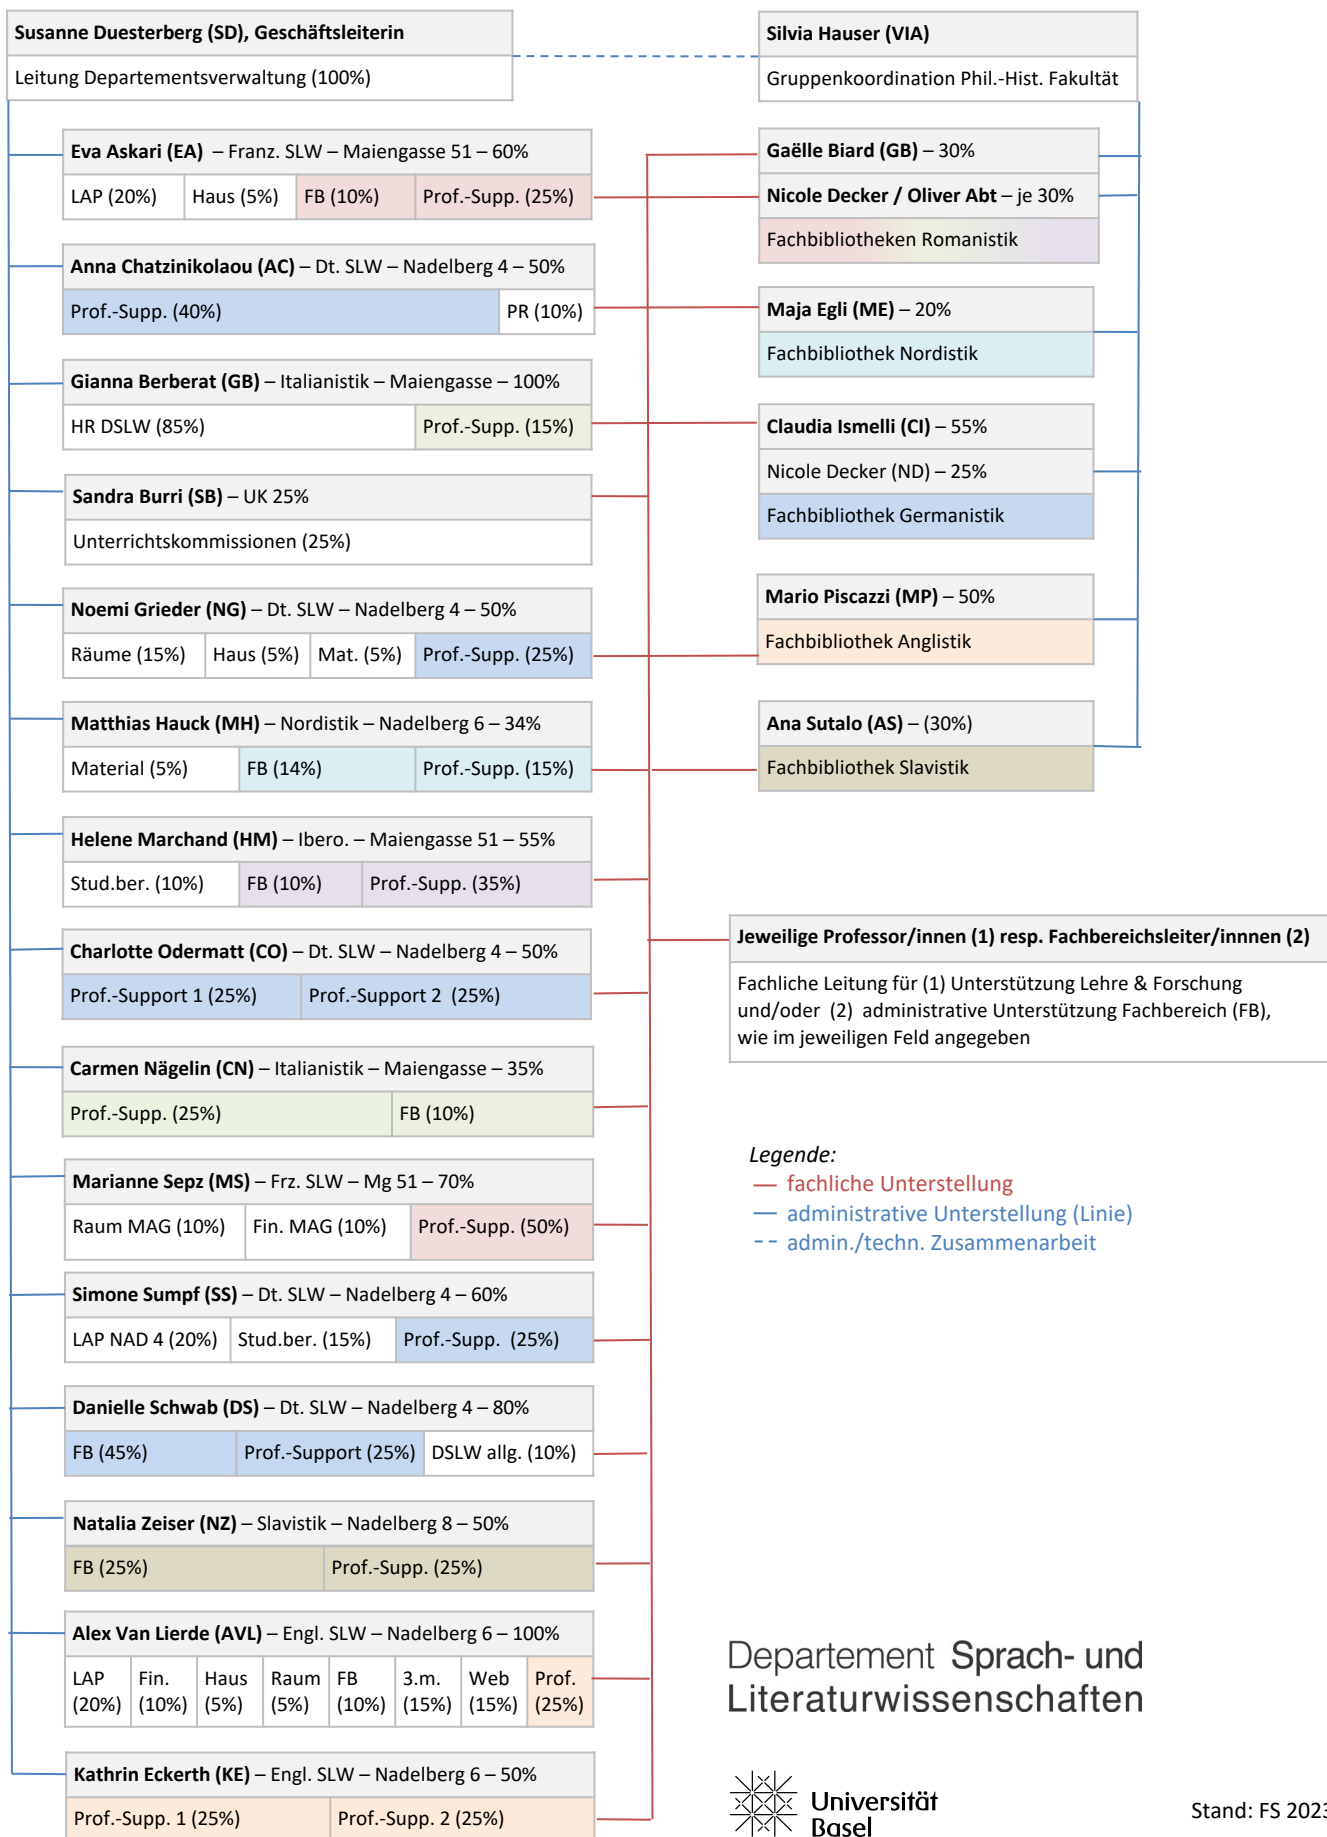 Susanne Duesterberg (SD), Geschäftsleiterin
Leitung Departementsverwaltung (100%)
Silvia Hauser (VIA)
Gruppenkoordination Phil.-Hist. Fakultät
Eva Askari (EA) – Franz. SLW – Maiengasse 51 – 60%
LAP (20%) Haus (5%) FB (10%) Prof.-Supp. (25%)
Anna Chatzinikolaou (AC) – Dt. SLW – Nadelberg 4 – 50%
Prof.-Supp. (40%) PR (10%)
Gianna Berberat (GB) – Italianistik – Maiengasse – 100%
HR DSLW (85%) Prof.-Supp. (15%)
Sandra Burri (SB) – UK 25%
Unterrichtskommissionen (25%)
Noemi Grieder (NG) – Dt. SLW – Nadelberg 4 – 50%
Räume (15%) Haus (5%) Mat. (5%) Prof.-Supp. (25%)
Matthias Hauck (MH) – Nordistik – Nadelberg 6 – 34%
Material (5%) FB (14%) Prof.-Supp. (15%)
Helene Marchand (HM) – Ibero. – Maiengasse 51 – 55%
Stud.ber. (10%) FB (10%) Prof.-Supp. (35%)
Charlotte Odermatt (CO) – Dt. SLW – Nadelberg 4 – 50%
Prof.-Support 1 (25%) Prof.-Support 2 (25%)
Carmen Nägelin (CN) – Italianistik – Maiengasse – 35%
Prof.-Supp. (25%) FB (10%)
Marianne Sepz (MS) – Frz. SLW – Mg 51 – 70%
Raum MAG (10%) Fin. MAG (10%) Prof.-Supp. (50%)
Simone Sumpf (SS) – Dt. SLW – Nadelberg 4 – 60%
LAP NAD 4 (20%) Stud.ber. (15%) Prof.-Supp. (25%)
Danielle Schwab (DS) – Dt. SLW – Nadelberg 4 – 80%
FB (45%) Prof.-Support (25%) DSLW allg. (10%)
Natalia Zeiser (NZ) – Slavistik – Nadelberg 8 – 50%
FB (25%) Prof.-Supp. (25%)
Alex Van Lierde (AVL) – Engl. SLW – Nadelberg 6 – 100%
LAP Fin. Haus Raum FB 3.m. Web Prof.
(20%) (10%) (5%) (5%) (10%) (15%) (15%) (25%)
Kathrin Eckerth (KE) – Engl. SLW – Nadelberg 6 – 50%
Prof.-Supp. 1 (25%) Prof.-Supp. 2 (25%)
Gaëlle Biard (GB) – 30%
Nicole Decker / Oliver Abt – je 30%
Fachbibliotheken Romanistik
Maja Egli (ME) – 20%
Fachbibliothek Nordistik
Claudia Ismelli (CI) – 55%
Nicole Decker (ND) – 25%
Fachbibliothek Germanistik
Mario Piscazzi (MP) – 50%
Fachbibliothek Anglistik
Ana Sutalo (AS) – (30%)
Fachbibliothek Slavistik
Jeweilige Professor/innen (1) resp. Fachbereichsleiter/innnen (2)
Fachliche Leitung für (1) Unterstützung Lehre & Forschung
und/oder (2) administrative Unterstützung Fachbereich (FB),
wie im jeweiligen Feld angegeben
Legende:
fachliche Unterstellung
administrative Unterstellung (Linie)
admin./techn. Zusammenarbeit
Departement Sprach- und
Literaturwissenschaften
Universität
Basel
Stand: FS 2023